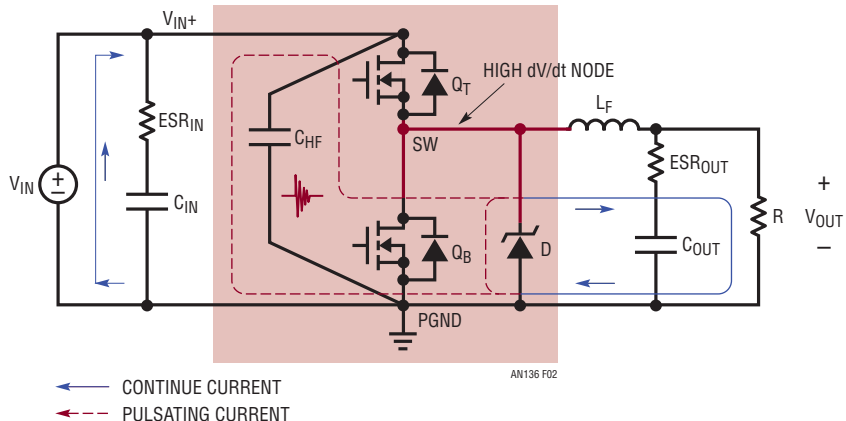 VIN+
HIGH dV/dt NODE
QT
LF
ESRIN
CHF
SW
ESROUT
+
VIN
+
–
CIN
R
VOUT
QB
D
COUT
–
PGND
AN136 F02
CONTINUE CURRENT
PULSATING CURRENT